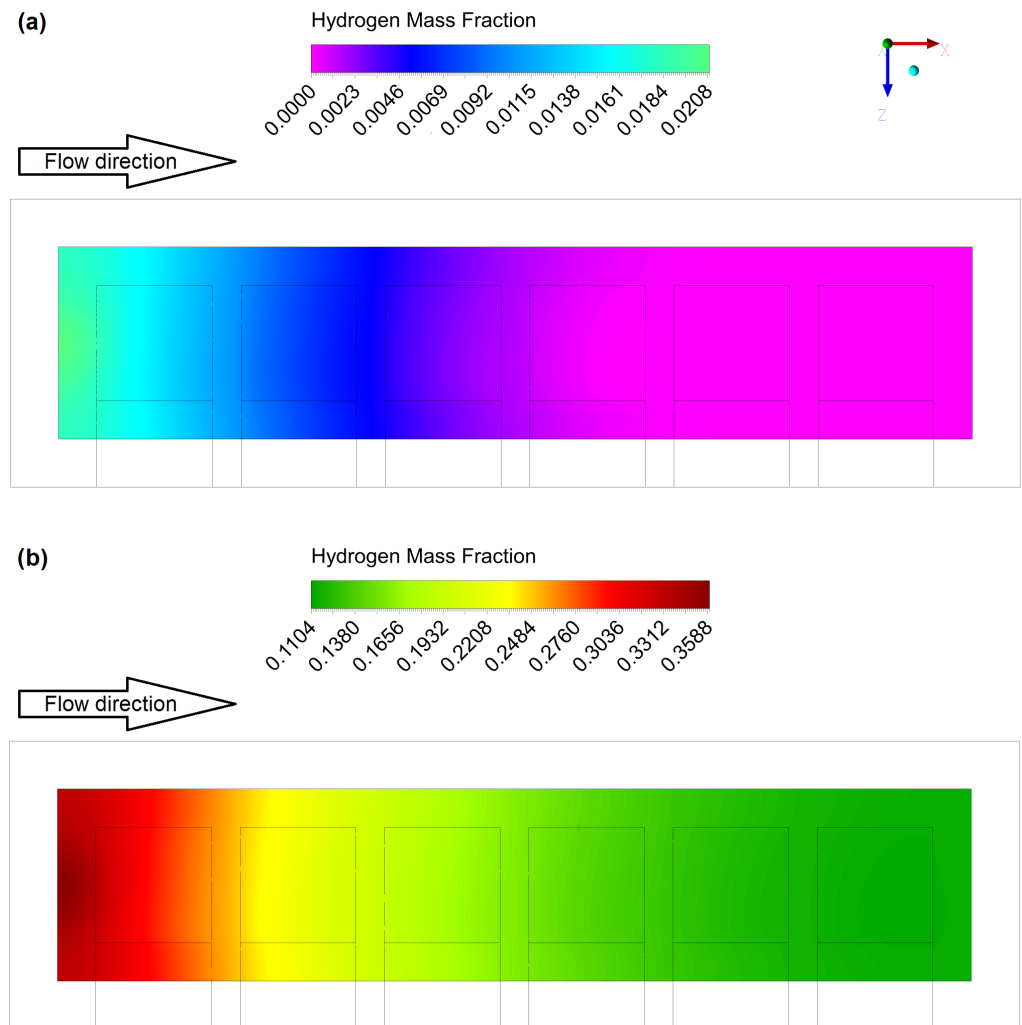 (a)
Hydrogen Mass Fraction
0.0000 0.0023 0.0046 0.0069 0.0092 0.0115 0.0138 0.0161 0.0184 0.0208
X
Z
Flow direction
(b)
Hydrogen Mass Fraction
0.1104 0.1380 0.1656 0.1932 0.2208 0.2484 0.2760 0.3036 0.3312 0.3588
Flow direction